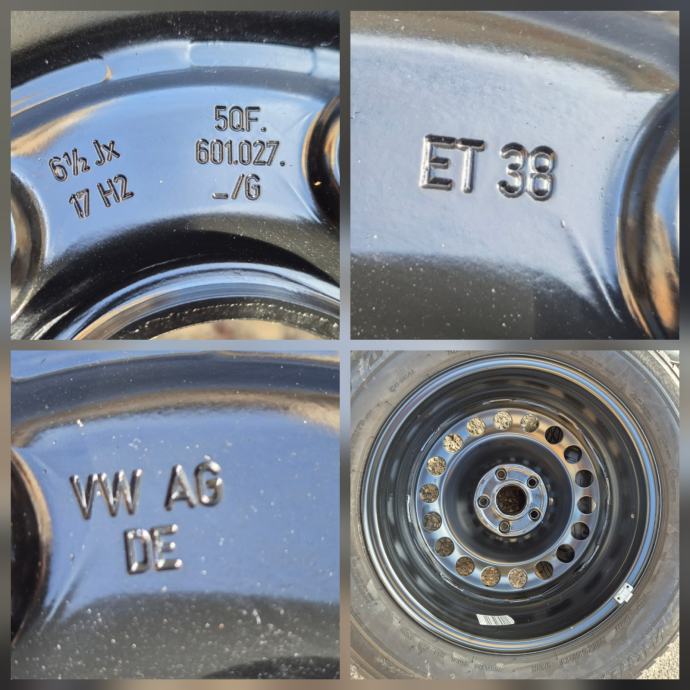 6½ Jx
17 H2
5QF.
601.027.
_/G
ET 38
VW AG
DE